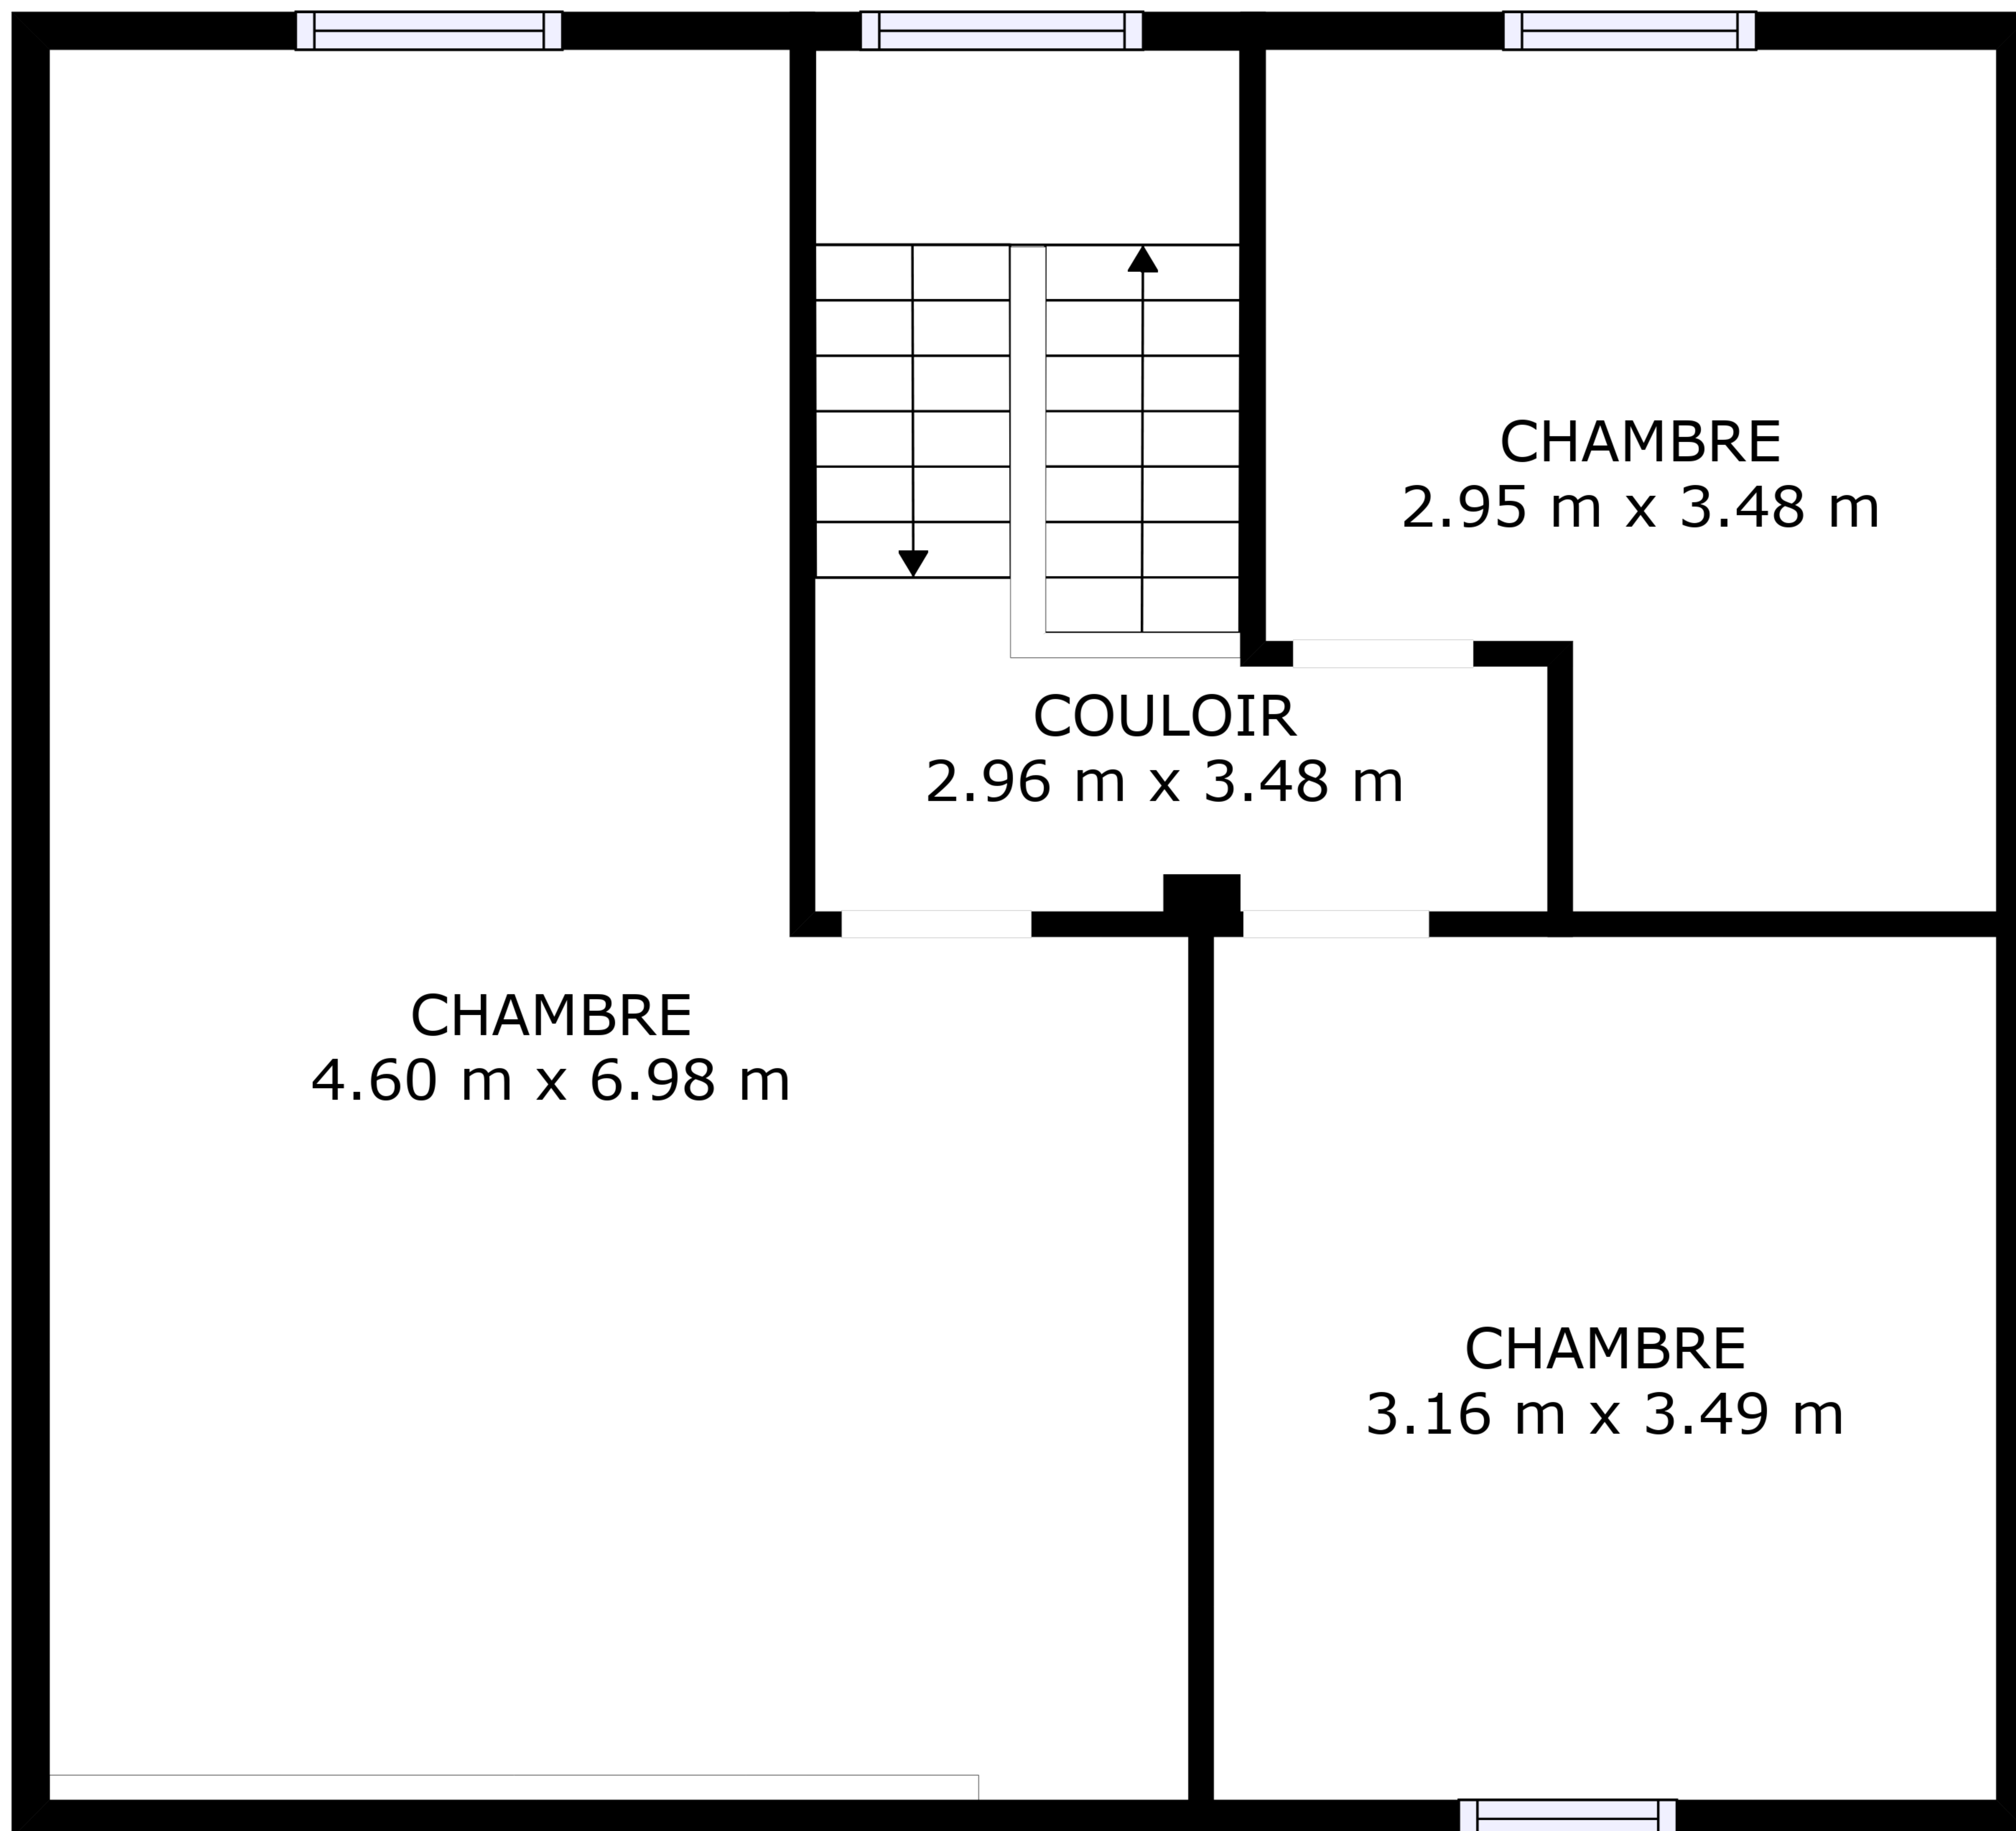 CHAMBRE
2.95 m x 3.48 m
COULOIR
2.96 m x 3.48 m
CHAMBRE
4.60 m x 6.98 m
CHAMBRE
3.16 m x 3.49 m